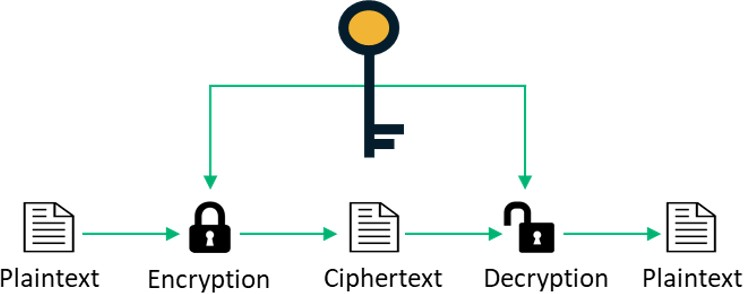 Plaintext
Encryption
Ciphertext
Decryption
Plaintext